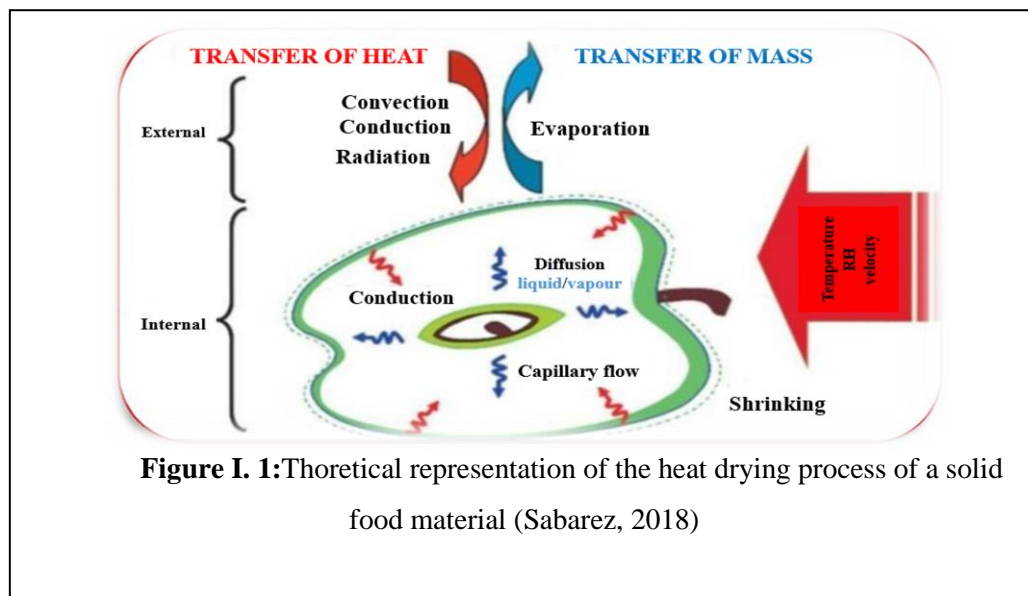 TRANSFER OF HEAT
TRANSFER OF MASS
External
Convection
Conduction
Radiation
Evaporation
Internal
Diffusion
liquid/vapour
Conduction
Capillary flow
Shrinking
Temperature
RH
velocity
Figure I. 1:Thoretical representation of the heat drying process of a solid
food material (Sabarez, 2018)